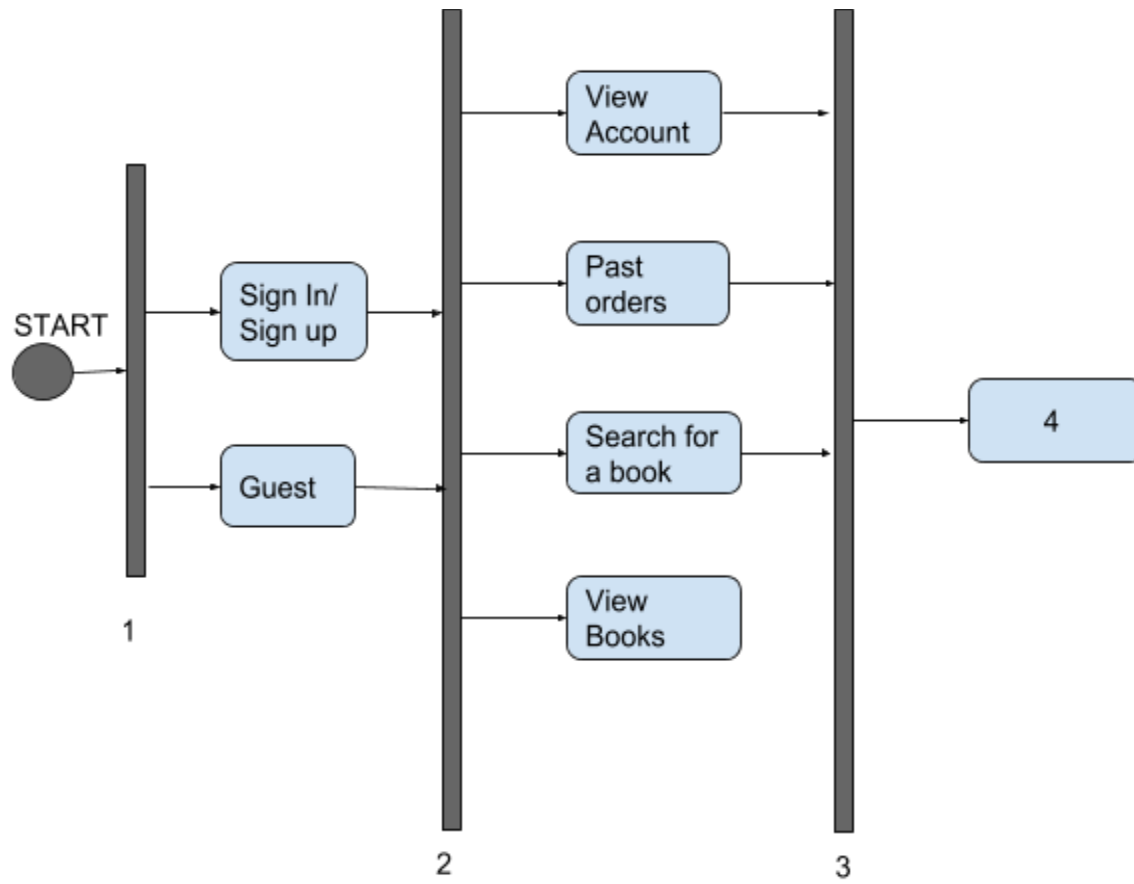 START
1
Sign In/
Sign up
Guest
2
View
Account
Past
orders
Search for
a book
View
Books
3
4